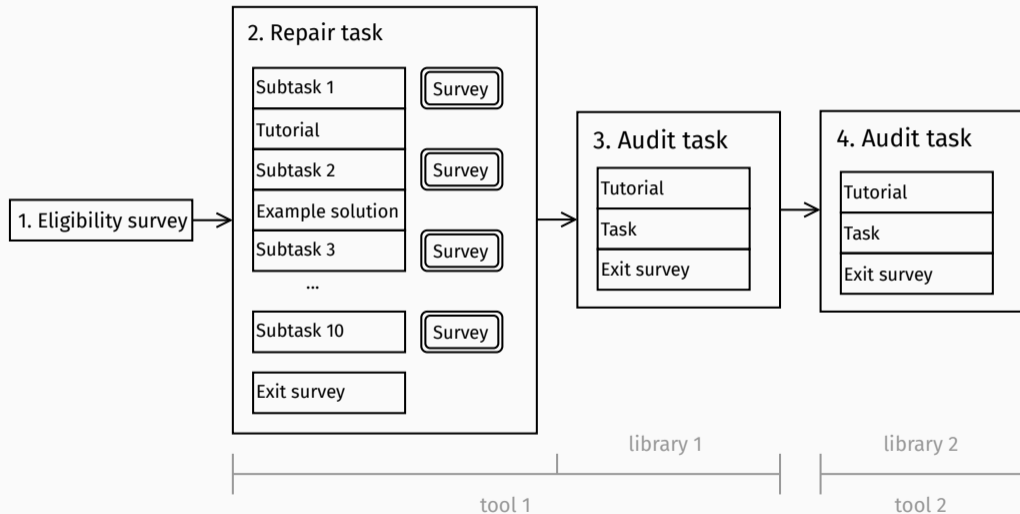 1. Eligibility survey
2. Repair task
Subtask 1
Survey
Tutorial
Subtask 2
Survey
Example solution
Subtask 3
Survey
...
Subtask 10
Survey
Exit survey
3. Audit task
Tutorial
Task
Exit survey
4. Audit task
Tutorial
Task
Exit survey
library 1
library 2
tool 1
tool 2